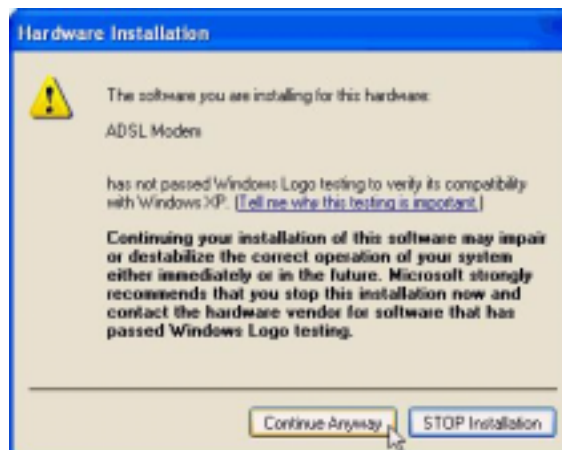 Hardware Installation
The software you are installing for this hardware:
ADSL Modem
has not passed Windows Logo testing to verify its compatibility
with Windows XP. (Tell me why this testing is important.)
Continuing your installation of this software may impair
or destabilize the correct operation of your system
either immediately or in the future. Microsoft strongly
recommends that you stop this installation now and
contact the hardware vendor for software that has
passed Windows Logo testing.
Continue Anyway
STOP Installation